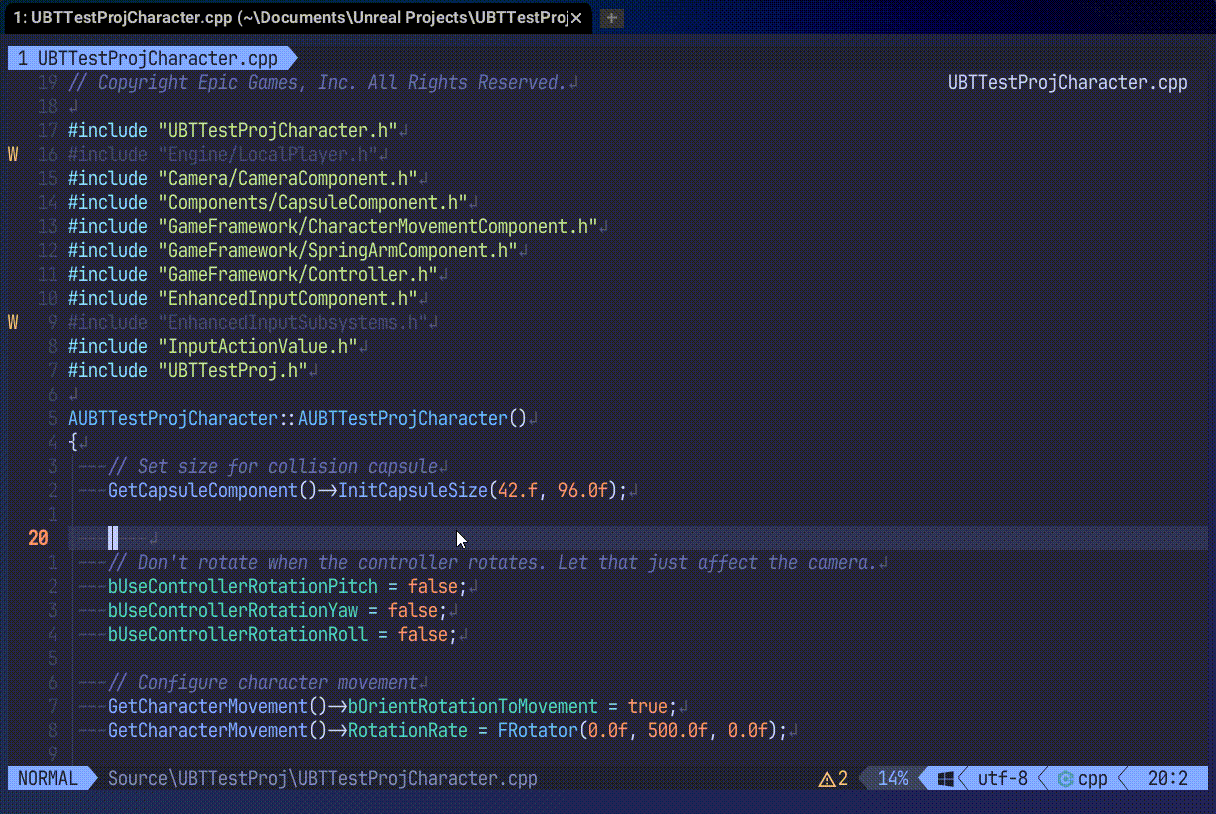 1: UBTTestProjCharacter.cpp (~\Documents\Unreal Projects\UBTTestProj
1 UBTTestProjCharacter.cpp
19 // Copyright Epic Games, Inc. All Rights Reserved.
UBTTestProjCharacter.cpp
18
17 #include "UBTTestProjCharacter.h"
W 16 #include "Engine/LocalPlayer.h"
15 #include "Camera/CameraComponent.h"
14 #include "Components/CapsuleComponent.h"
13 #include "GameFramework/CharacterMovementComponent.h"
12 #include "GameFramework/SpringArmComponent.h"
11 #include "GameFramework/Controller.h"
10 #include "EnhancedInputComponent.h"
W 9 #include "EnhancedInputSubsystems.h"
8 #include "InputActionValue.h"
7 #include "UBTTestProj.h"
6
5 AUBTTestProjCharacter::AUBTTestProjCharacter()
4 {
3 // Set size for collision capsule
2 GetCapsuleComponent()->InitCapsuleSize(42.f, 96.0f);
1
20
1 // Don't rotate when the controller rotates. Let that just affect the camera.
2 bUseControllerRotationPitch = false;
3 bUseControllerRotationYaw = false;
4 bUseControllerRotationRoll = false;
5
6 // Configure character movement
7 GetCharacterMovement()->bOrientRotationToMovement = true;
8 GetCharacterMovement()->RotationRate = FRotator(0.0f, 500.0f, 0.0f);
9
NORMAL Source\UBTTestProj\UBTTestProjCharacter.cpp 2 14% utf-8 cpp 20:2